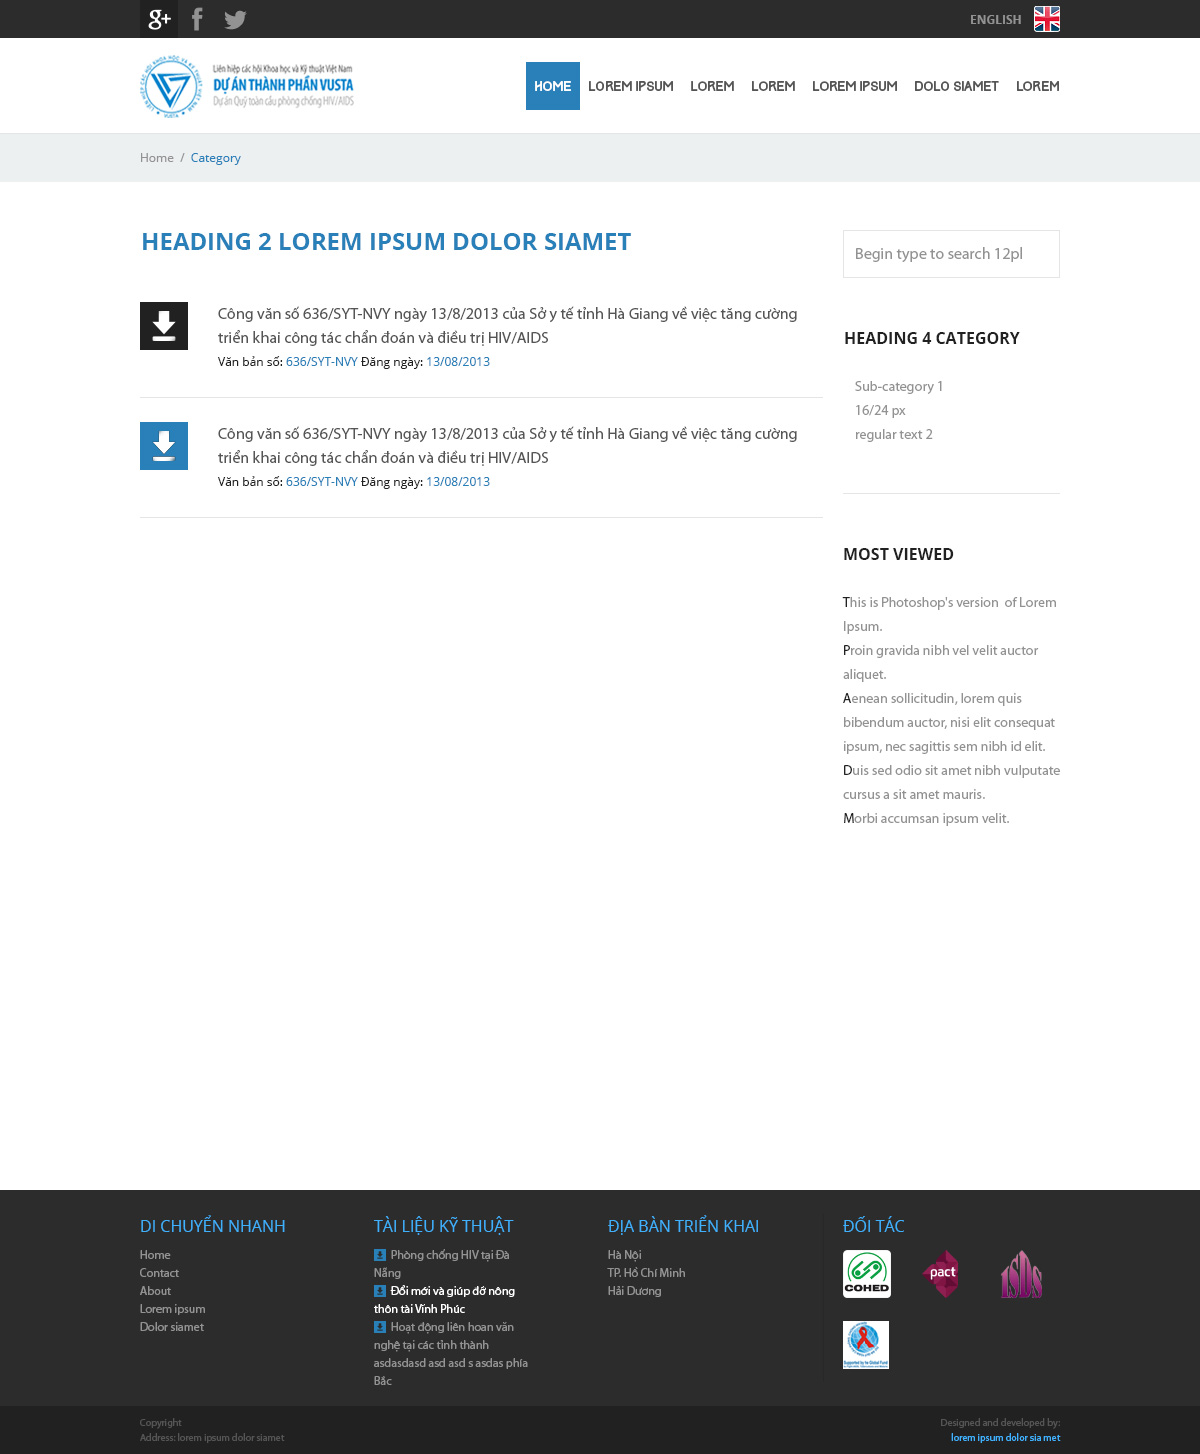 g+ f
ENGLISH
Liên hiệp các hội Khoa học và Kỹ thuật Việt Nam
DỰ ÁN THÀNH PHẦN VUSTA
Dự án Quỹ toàn cầu phòng chống HIV/AIDS
HOME LOREM IPSUM LOREM LOREM LOREM IPSUM DOLO SIAMET LOREM
Home / Category
HEADING 2 LOREM IPSUM DOLOR SIAMET
Công văn số 636/SYT-NVY ngày 13/8/2013 của Sở y tế tỉnh Hà Giang về việc tăng cường
triển khai công tác chẩn đoán và điều trị HIV/AIDS
Văn bản số: 636/SYT-NVY Đăng ngày: 13/08/2013
Công văn số 636/SYT-NVY ngày 13/8/2013 của Sở y tế tỉnh Hà Giang về việc tăng cường
triển khai công tác chẩn đoán và điều trị HIV/AIDS
Văn bản số: 636/SYT-NVY Đăng ngày: 13/08/2013
Begin type to search 12pl
HEADING 4 CATEGORY
Sub-category 1
16/24 px
regular text 2
MOST VIEWED
This is Photoshop's version of Lorem
Ipsum.
Proin gravida nibh vel velit auctor
aliquet.
Aenean sollicitudin, lorem quis
bibendum auctor, nisi elit consequat
ipsum, nec sagittis sem nibh id elit.
Duis sed odio sit amet nibh vulputate
cursus a sit amet mauris.
Morbi accumsan ipsum velit.
DI CHUYỂN NHANH
Home
Contact
About
Lorem ipsum
Dolor siamet
TÀI LIỆU KỸ THUẬT
Phòng chống HIV tại Đà
Nẵng
Đổi mới và giúp đỡ nông
thôn tài Vính Phúc
Hoạt động liên hoan văn
nghệ tại các tỉnh thành
asdasdasd asd asd s asdas phía
Bắc
ĐỊA BÀN TRIỂN KHAI
Hà Nội
TP. Hồ Chí Minh
Hải Dương
ĐỐI TÁC
COHED
pact
ISDS
Supported by he Global Fund
Copyright
Address: lorem ipsum dolor siamet
Designed and developed by:
lorem ipsum dolor sia met